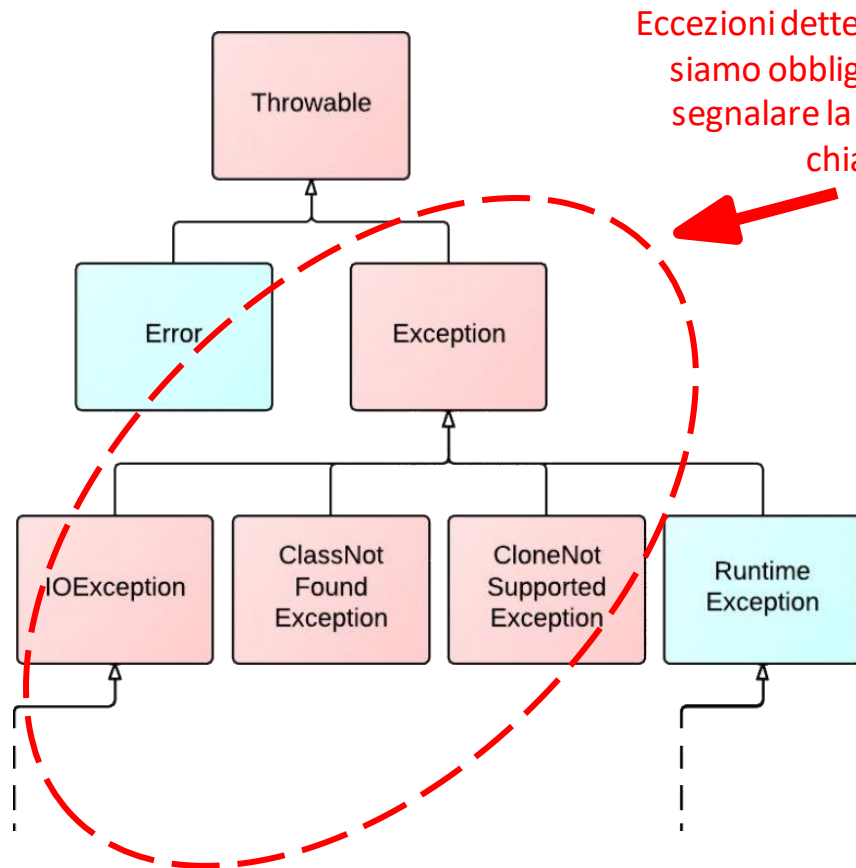 Eccezioni dette
siamo obblig
segnalare la
chia
Throwable
Error
Exception
IOException
ClassNot
Found
Exception
CloneNot
Supported
Exception
Runtime
Exception